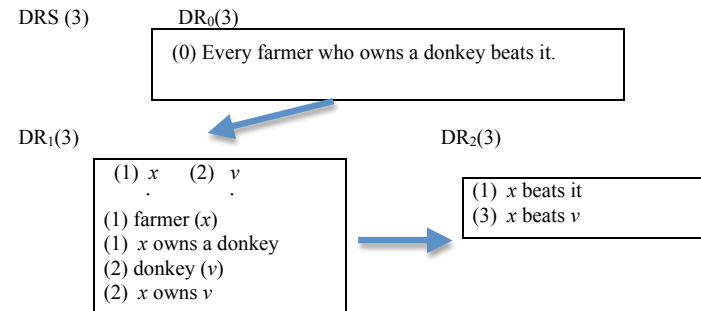 DRS (3) DR₀(3)
(0) Every farmer who owns a donkey beats it.
DR₁(3) DR₂(3)
(1) x (2) v
. .
(1) farmer (x)
(1) x owns a donkey
(2) donkey (v)
(2) x owns v
(1) x beats it
(3) x beats v